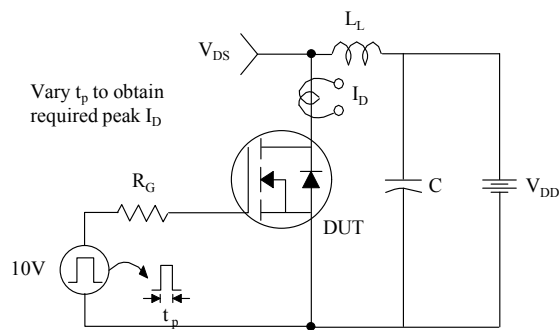 L_L
V_DS
Vary t_p to obtain
required peak I_D
I_D
R_G
C
V_DD
DUT
10V
t_p